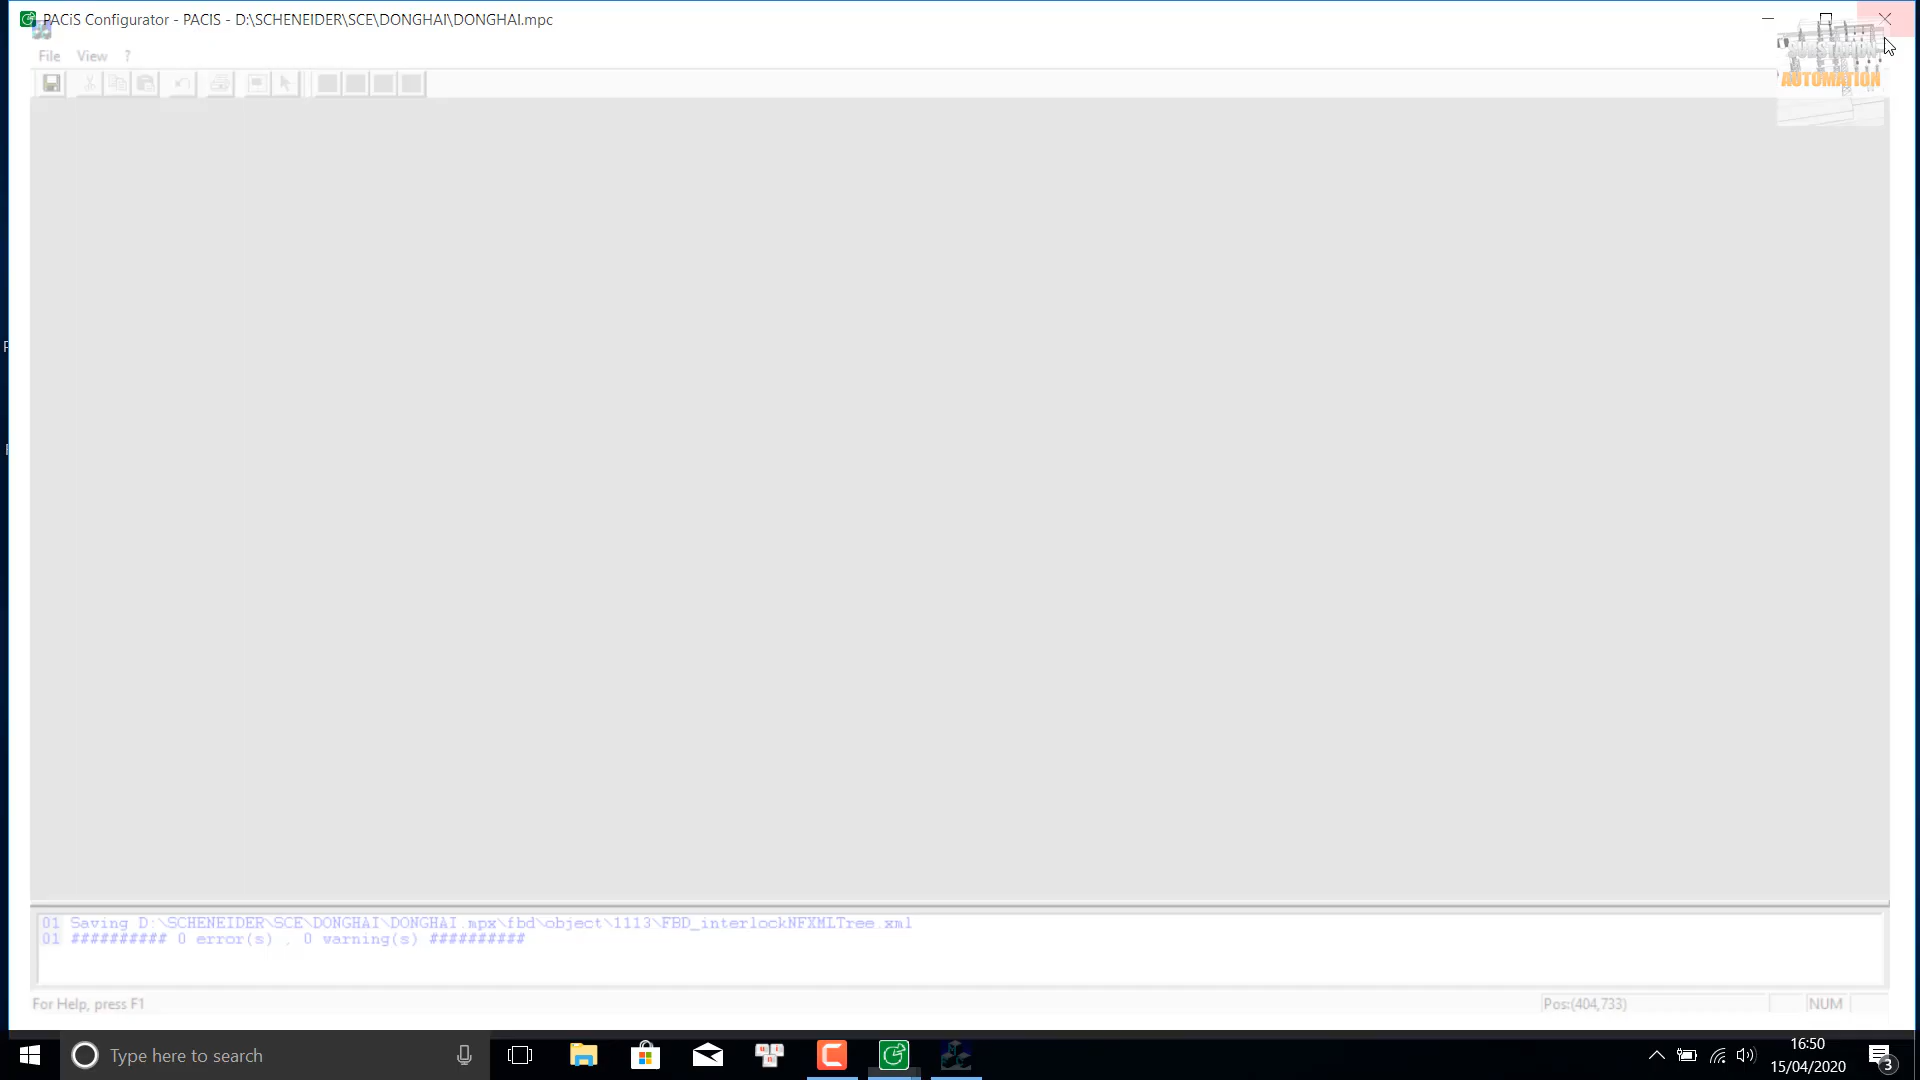 PACiS Configurator - PACIS - D:\SCHENEIDER\SCE\DONGHAI\DONGHAI.mpc
File View ?
SUBSTATION
AUTOMATION
01 Saving D:\SCHENEIDER\SCE\DONGHAI\DONGHAI.mpx\fbd\object\1113\FBD_interlockNFXMLTree.xml
01 ########## 0 error(s) , 0 warning(s) ##########
For Help, press F1
Pos:(404,733)
NUM
Type here to search
16:50
15/04/2020
3